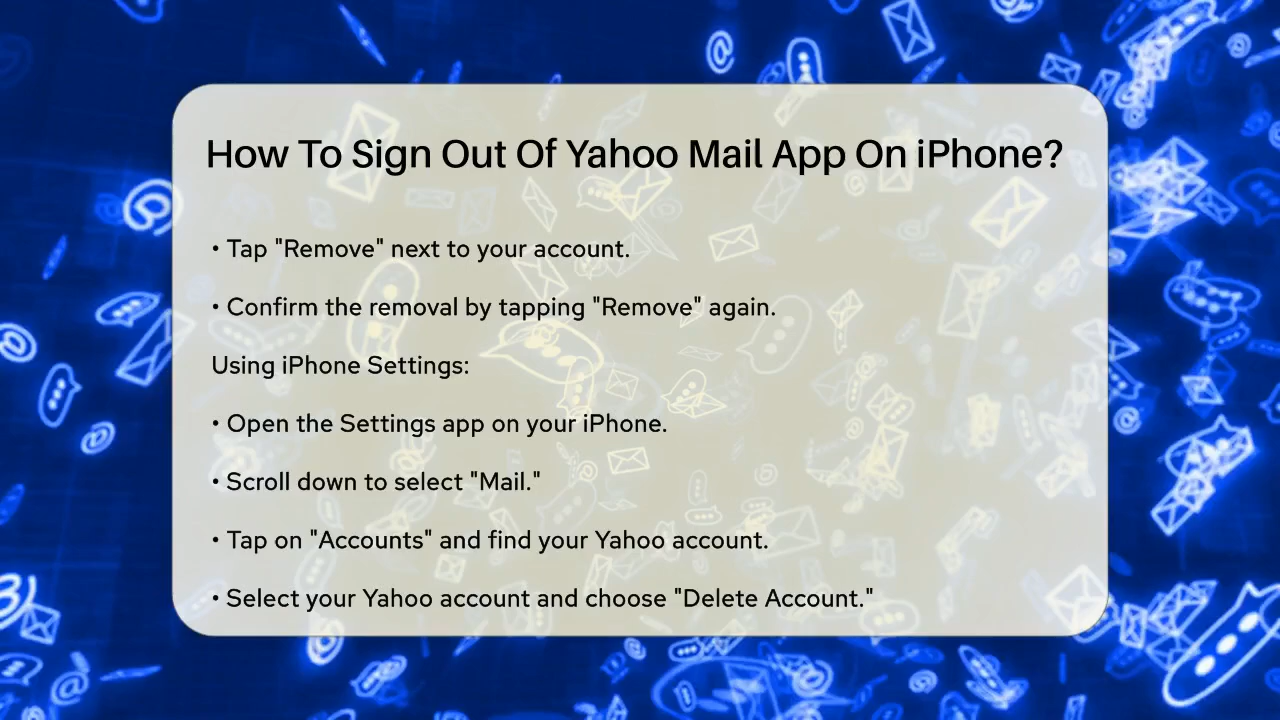 How To Sign Out Of Yahoo Mail App On iPhone?
• Tap "Remove" next to your account.
• Confirm the removal by tapping "Remove" again.
Using iPhone Settings:
• Open the Settings app on your iPhone.
• Scroll down to select "Mail."
• Tap on "Accounts" and find your Yahoo account.
• Select your Yahoo account and choose "Delete Account."